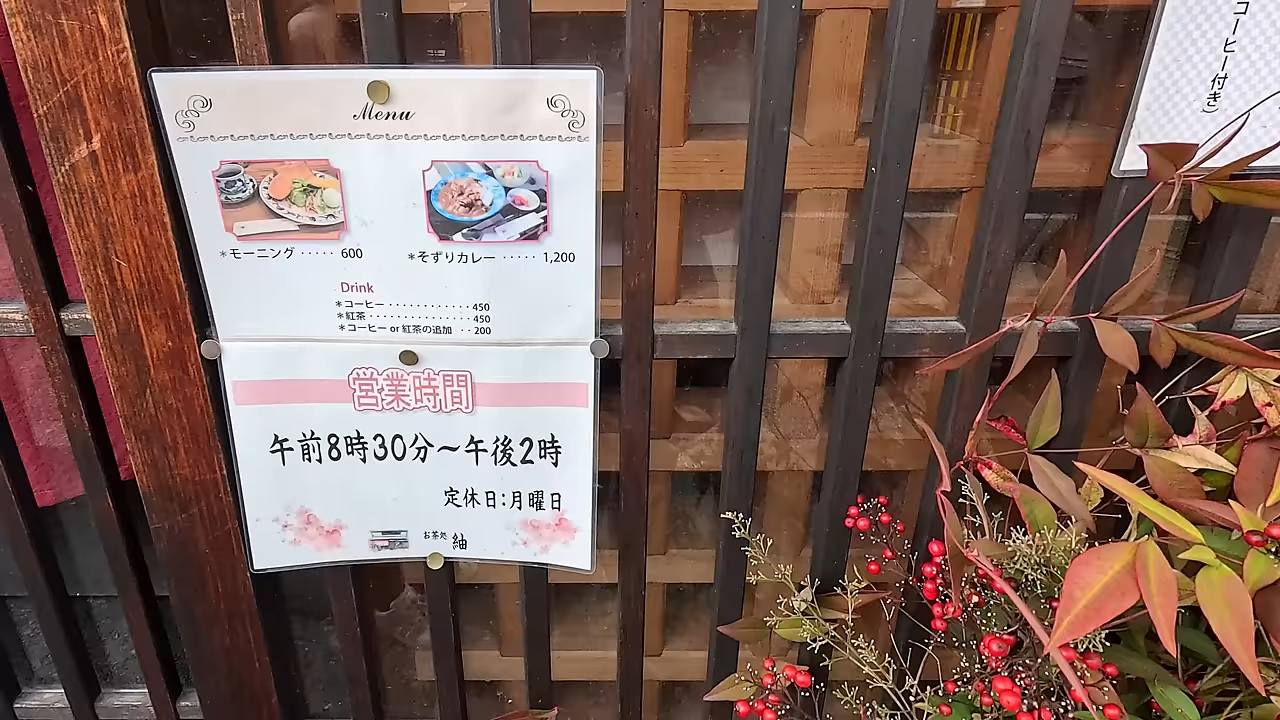 Menu
＊モーニング ····· 600
＊そずりカレー ····· 1,200
Drink
＊コーヒー ············ 450
＊紅茶 ··············· 450
＊コーヒー or 紅茶の追加 ·· 200
営業時間
午前8時30分～午後2時
定休日:月曜日
お茶処 紬
コーヒー付き)